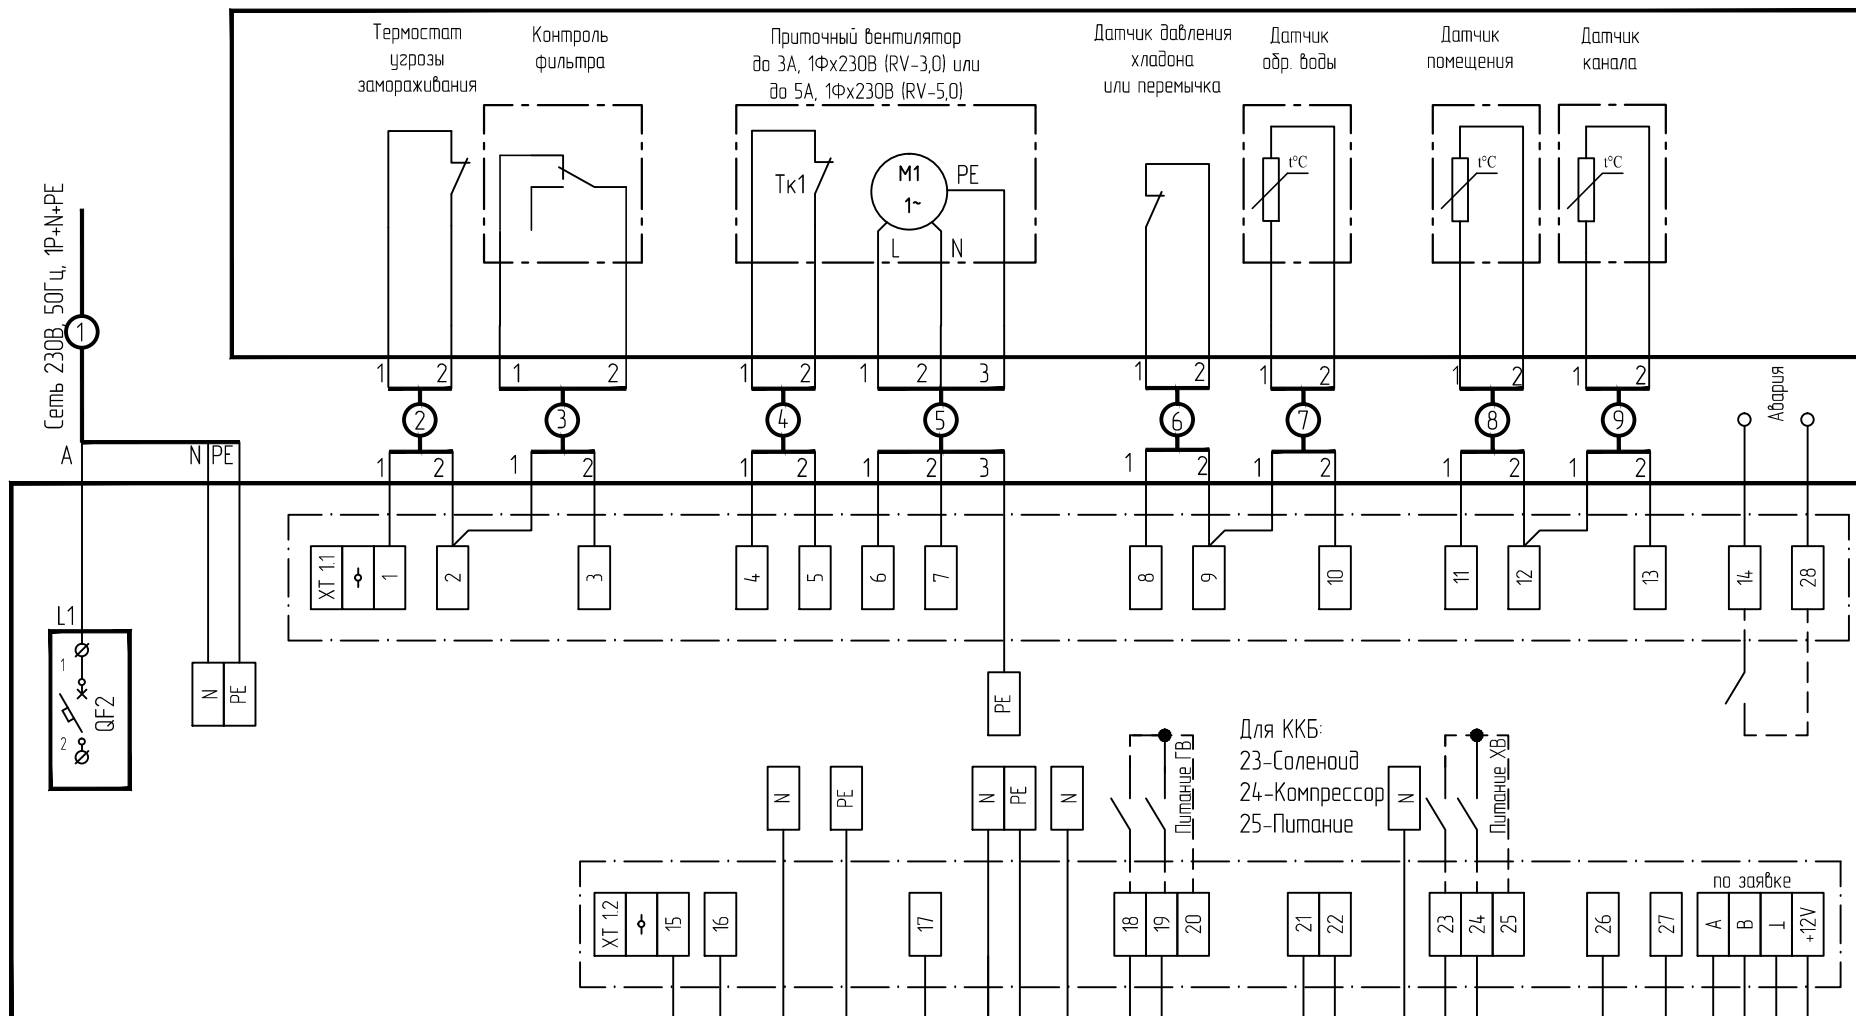 Термостат
угрозы
замораживания
Контроль
фильтра
Приточный вентилятор
до 3А, 1Фх230В (RV-3,0) или
до 5А, 1Фх230В (RV-5,0)
Датчик давления
хладона
или перемычка
Датчик
обр. воды
Датчик
помещения
Датчик
канала
Тк1
М1
1~
PE
L
N
t°C
t°C
t°C
Сеть 230В, 50Гц, 1P+N+PE
1
1 2
1 2
1 2
1 2 3
1 2
1 2
1 2
1 2
2
3
4
5
6
7
8
9
Авария
A
N PE
1 2
1 2
1 2
1 2 3
1 2
1 2
1 2
1 2
XT 1.1
1
2
3
4
5
6
7
8
9
10
11
12
13
14
28
L1
1
2
QF2
N
PE
PE
N
PE
N
PE
N
Питание ГВ
Для ККБ:
23-Соленоид
24-Компрессор
25-Питание
N
Питание ХВ
XT 1.2
15
16
17
18
19
20
21
22
23
24
25
26
27
по заявке
A
B
⊥
+12V